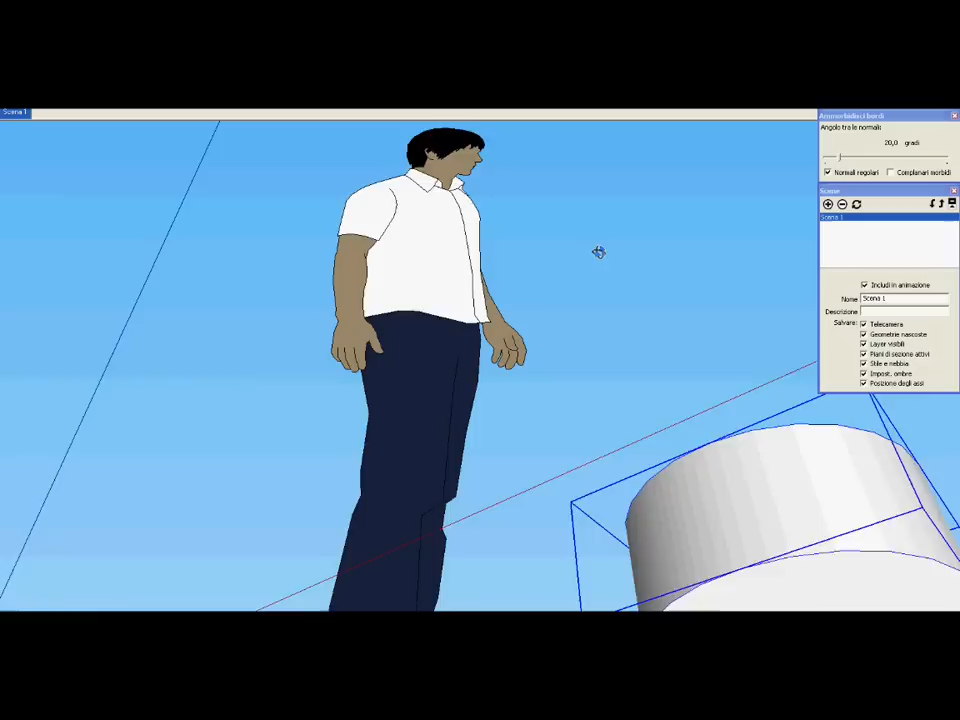 Scena 1
Ammorbidisci bordi
Angolo tra le normali:
20,0 gradi
Normali regolari
Complanari morbidi
Scene
Scena 1
Includi in animazione
Nome Scena 1
Descrizione
Salvare: Telecamera
Geometrie nascoste
Layer visibili
Piani di sezione attivi
Stile e nebbia
Impost. ombre
Posizione degli assi